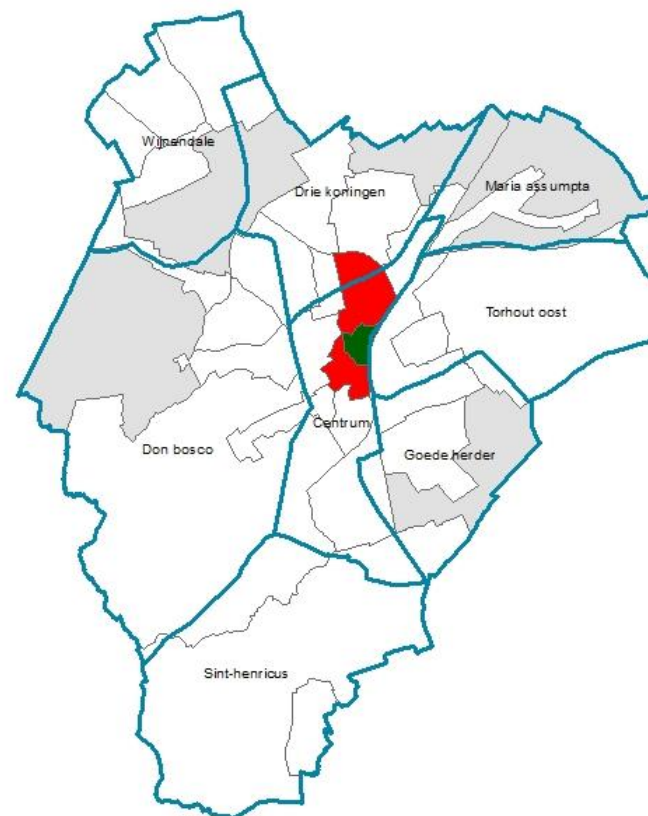 Wijnendale
Drie koningen
Maria assumpta
Torhout oost
Centrum
Don bosco
Goede herder
Sint-henricus